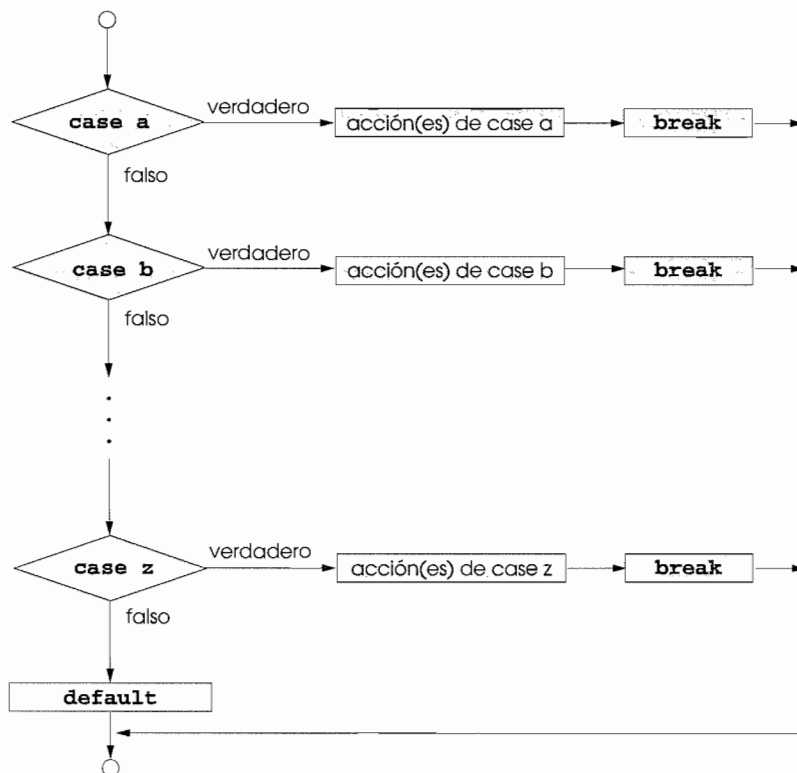 verdadero
case a
acción(es) de case a
break
falso
verdadero
case b
acción(es) de case b
break
falso
verdadero
case z
acción(es) de case z
break
falso
default